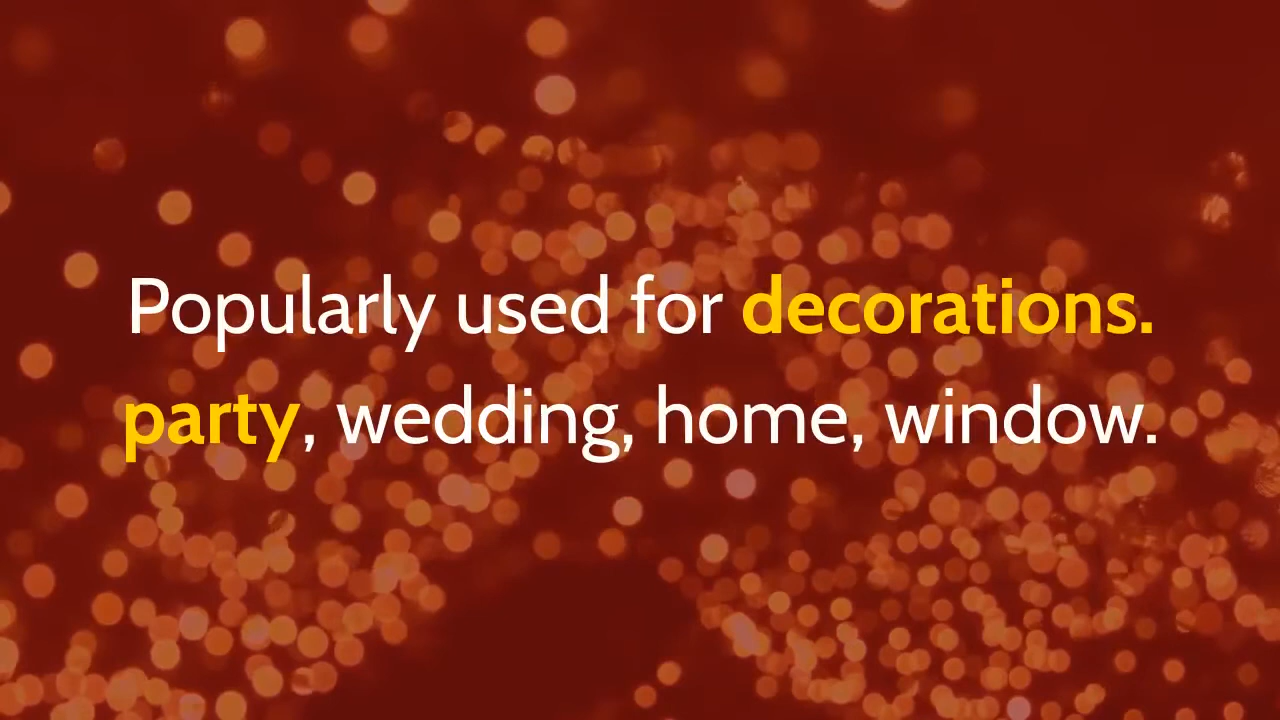 Popularly used for decorations.
party, wedding, home, window.